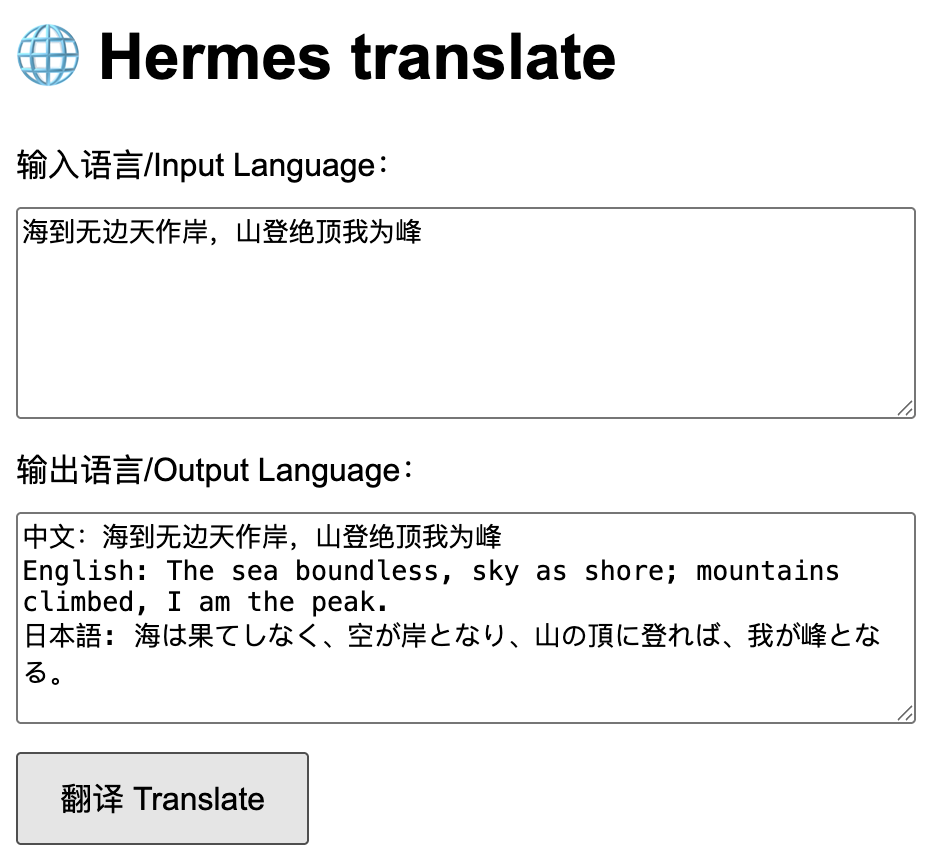 🌐 Hermes translate
输入语言/Input Language：
海到无边天作岸，山登绝顶我为峰
输出语言/Output Language：
中文：海到无边天作岸，山登绝顶我为峰
English: The sea boundless, sky as shore; mountains
climbed, I am the peak.
日本語: 海は果てしなく、空が岸となり、山の頂に登れば、我が峰とな
る。
翻译 Translate